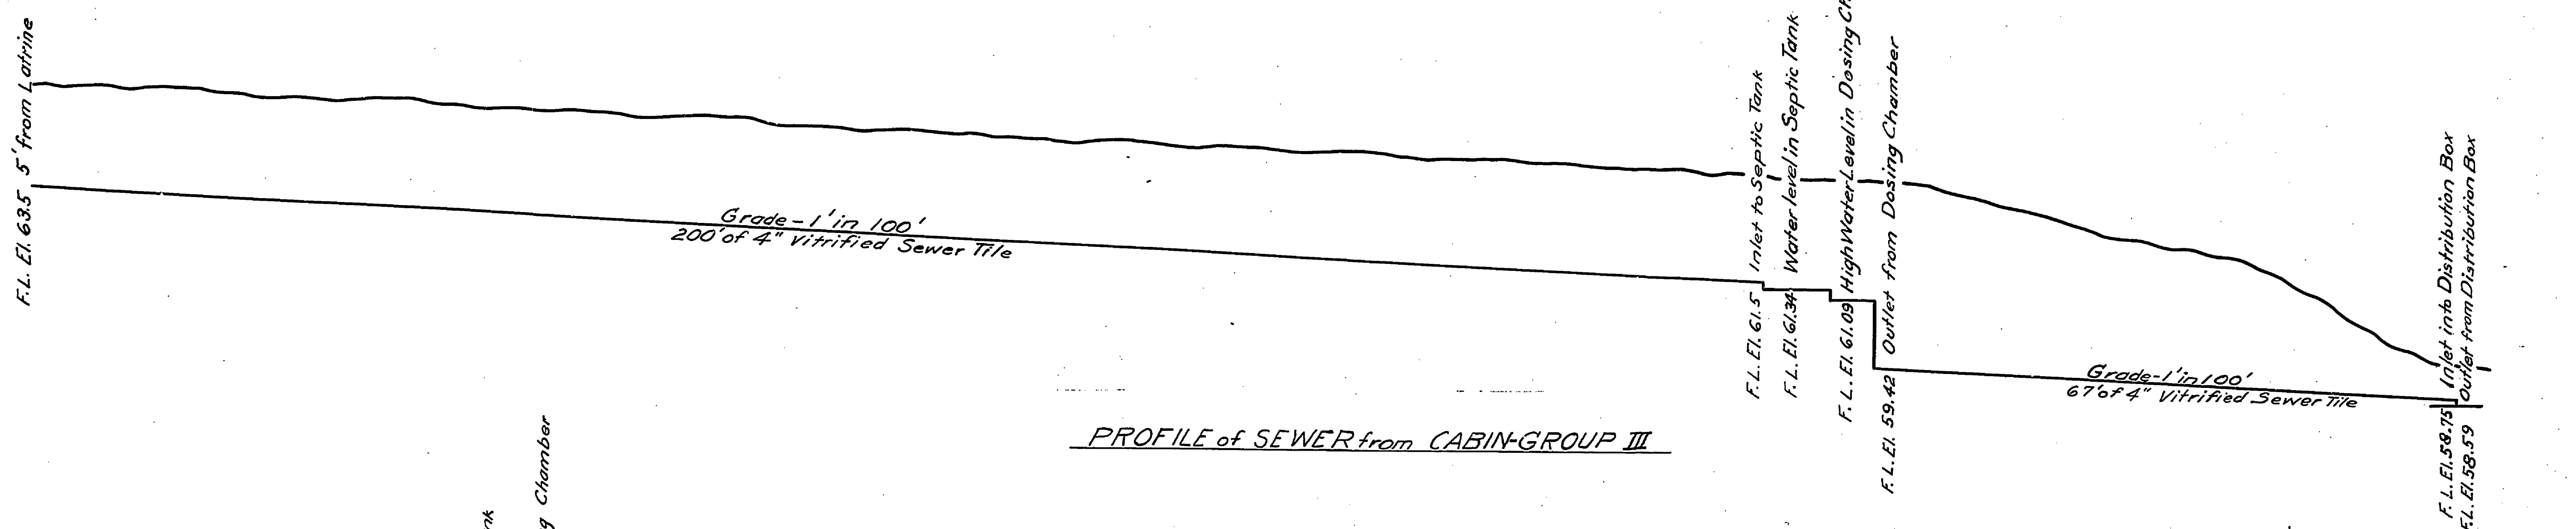 F.L. El. 63.5 5' from Latrine
Grade - 1' in 100'
200' of 4" Vitrified Sewer Tile
F.L. El. 61.5 Inlet to Septic Tank
F.L. El. 61.34 Water level in Septic Tank
F.L. El. 61.09 High Water Level in Dosing
F.L. El. 59.42 Outlet from Dosing Chamber
Grade - 1' in 100'
67' of 4" Vitrified Sewer Tile
F.L. El. 58.75 Inlet into Distribution Box
F.L. El. 58.59 Outlet from Distribution Box
PROFILE of SEWER from CABIN-GROUP III
Chamber